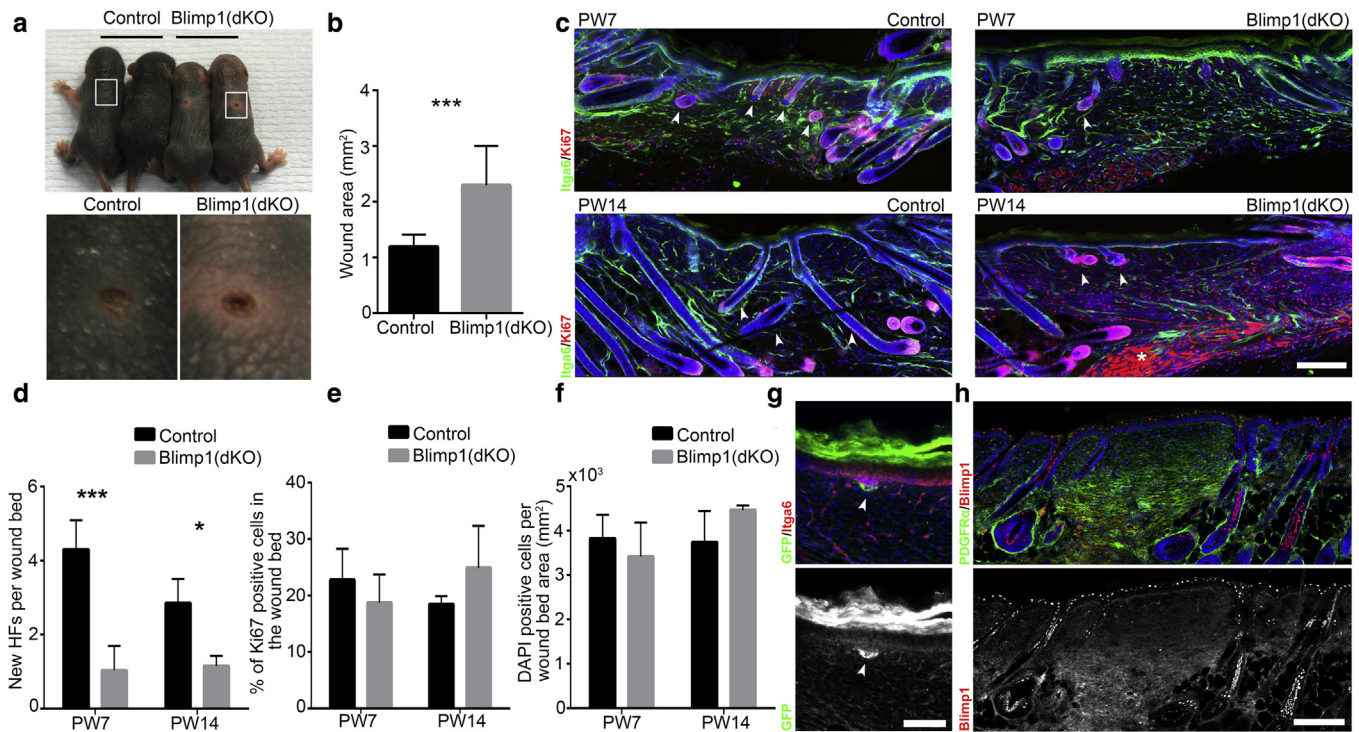 a
Control Blimp1(dKO)
Control
Blimp1(dKO)
b
Wound area (mm²)
4
3
2
1
0
***
Control
Blimp1(dKO)
c
PW7 Control
Itga6/Ki67
PW7 Blimp1(dKO)
PW14 Control
Itga6/Ki67
PW14 Blimp1(dKO)
*
d
Control
Blimp1(dKO)
New HFs per wound bed
6
4
2
0
***
*
PW7 PW14
e
Control
Blimp1(dKO)
% of Ki67 positive cells in
the wound bed
40
30
20
10
0
PW7 PW14
f
Control
Blimp1(dKO)
x10³
DAPI positive cells per
wound bed area (mm²)
6
4
2
0
PW7 PW14
g
GFP/Itga6
GFP
h
PDGFRα/Blimp1
Blimp1